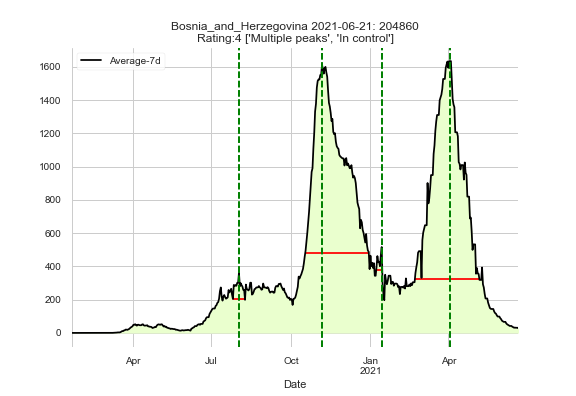 Bosnia_and_Herzegovina 2021-06-21: 204860
Rating:4 ['Multiple peaks', 'In control']
Average-7d
1600
1400
1200
1000
800
600
400
200
0
Apr
Jul
Oct
Jan
2021
Apr
Date